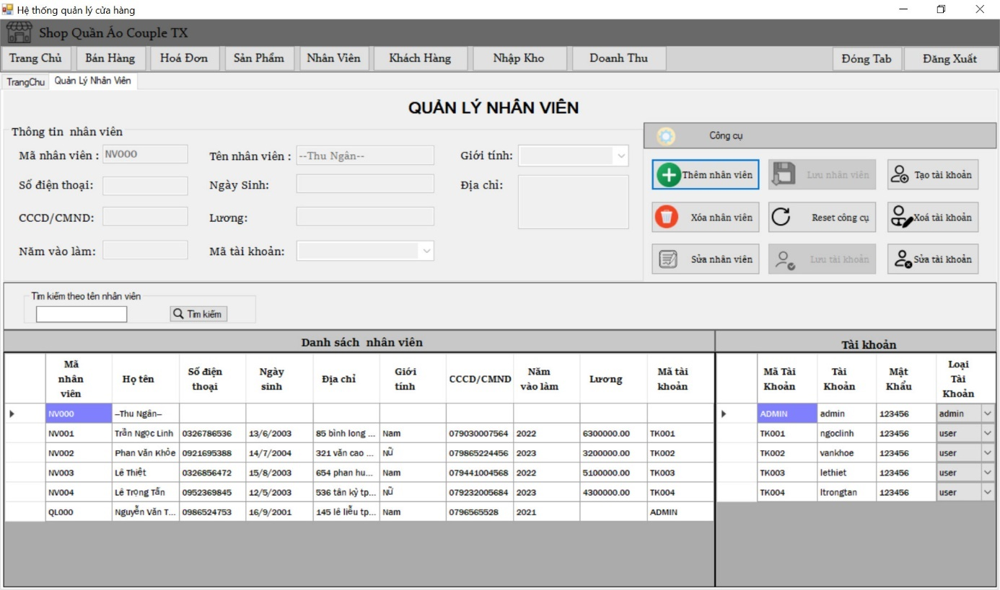 Hệ thống quản lý cửa hàng
Shop Quần Áo Couple TX
Trang Chủ Bán Hàng Hoá Đơn Sản Phẩm Nhân Viên Khách Hàng Nhập Kho Doanh Thu Đóng Tab Đăng Xuất
TrangChu Quản Lý Nhân Viên
QUẢN LÝ NHÂN VIÊN
Thông tin nhân viên
Mã nhân viên : NV000 Tên nhân viên : --Thu Ngân-- Giới tính:
Số điện thoại: Ngày Sinh: Địa chỉ:
CCCD/CMND: Lương:
Năm vào làm: Mã tài khoản:
Công cụ
Thêm nhân viên Lưu nhân viên Tạo tài khoản
Xóa nhân viên Reset công cụ Xoá tài khoản
Sửa nhân viên Lưu tài khoản Sửa tài khoản
Tìm kiếm theo tên nhân viên
Tìm kiếm
Danh sách nhân viên
Mã nhân viên Họ tên Số điện thoại Ngày sinh Địa chỉ Giới tính CCCD/CMND Năm vào làm Lương Mã tài khoản
NV000 –Thu Ngân–
NV001 Trần Ngọc Linh 0326786536 13/6/2003 85 bình long ... Nam 079030007564 2022 6300000.00 TK001
NV002 Phan Văn Khỏe 0921695388 14/7/2004 321 văn cao ... Nữ 079865224456 2023 3200000.00 TK002
NV003 Lê Thiệt 0326856472 15/8/2003 654 phan hu... Nam 079441004568 2022 5100000.00 TK003
NV004 Lê Trọng Tấn 0952369845 12/5/2003 536 tân kỳ tp... Nữ 079232005684 2023 4300000.00 TK004
QL000 Nguyễn Văn T... 0986524753 16/9/2001 145 lê liễu tp... Nam 0796565528 2021 ADMIN
Tài khoản
Mã Tài Khoản Tài Khoản Mật Khẩu Loại Tài Khoản
ADMIN admin 123456 admin
TK001 ngoclinh 123456 user
TK002 vankhoe 123456 user
TK003 lethiet 123456 user
TK004 ltrongtan 123456 user